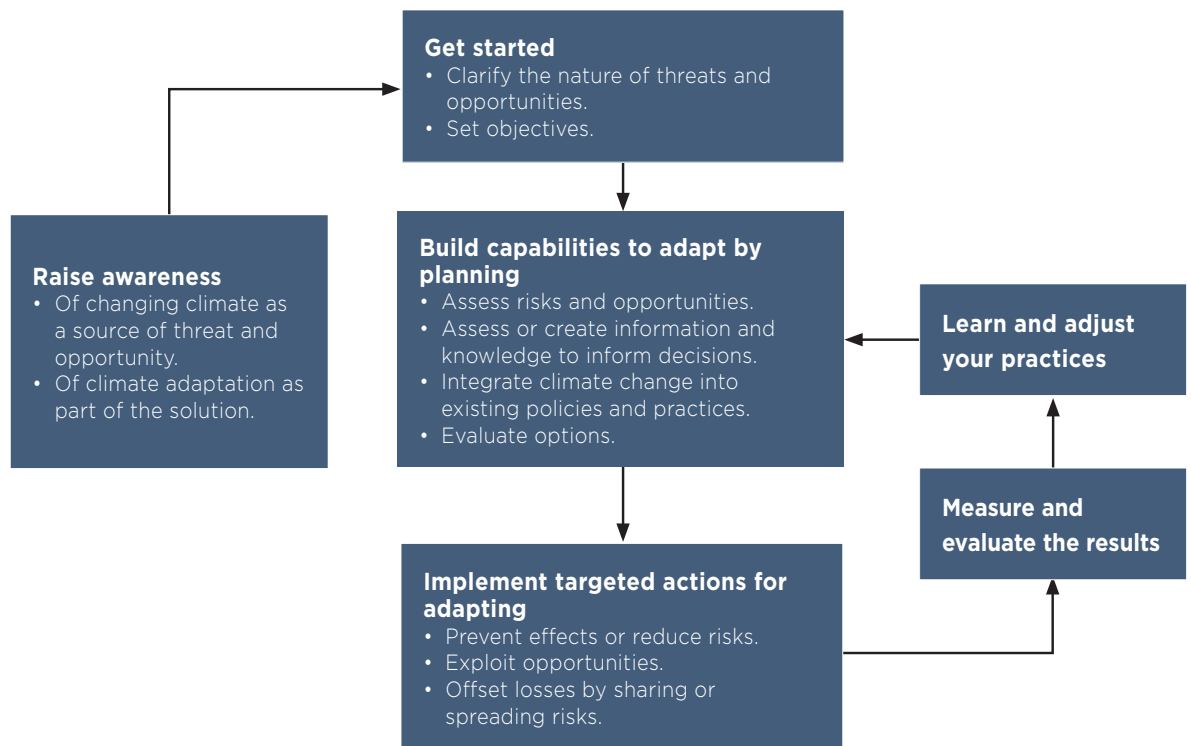 Get started
• Clarify the nature of threats and
opportunities.
• Set objectives.
Raise awareness
• Of changing climate as
a source of threat and
opportunity.
• Of climate adaptation as
part of the solution.
Build capabilities to adapt by
planning
• Assess risks and opportunities.
• Assess or create information and
knowledge to inform decisions.
• Integrate climate change into
existing policies and practices.
• Evaluate options.
Learn and adjust
your practices
Measure and
evaluate the results
Implement targeted actions for
adapting
• Prevent effects or reduce risks.
• Exploit opportunities.
• Offset losses by sharing or
spreading risks.